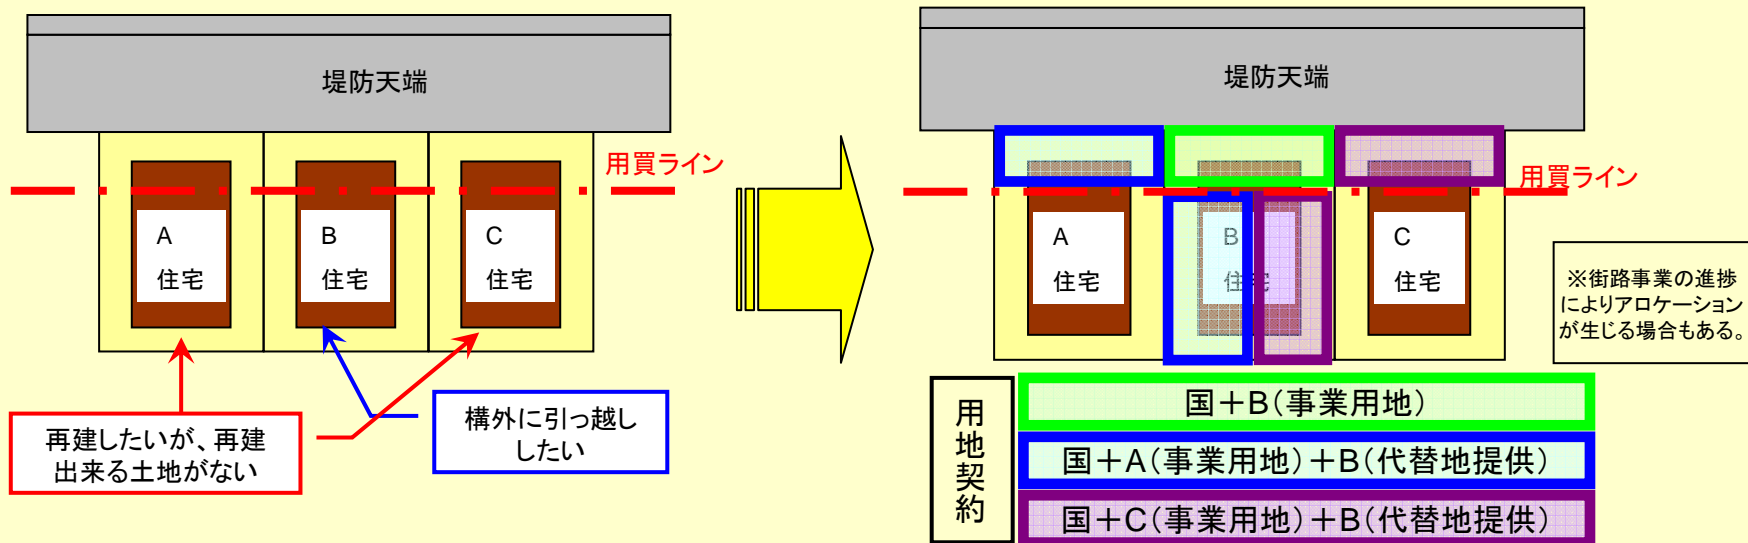 堤防天端
用買ライン
A
住宅
B
住宅
C
住宅
再建したいが、再建
出来る土地がない
構外に引っ越し
したい
堤防天端
用買ライン
A
住宅
B
住宅
C
住宅
※街路事業の進捗
によりアロケーション
が生じる場合もある。
用地契約
国＋B（事業用地）
国＋A（事業用地）＋B（代替地提供）
国＋C（事業用地）＋B（代替地提供）